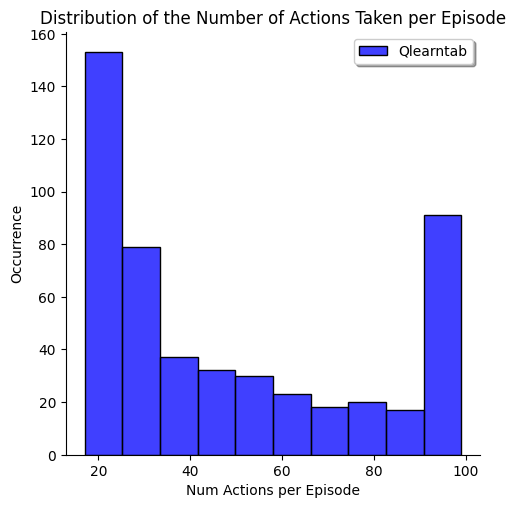 Distribution of the Number of Actions Taken per Episode
Qlearntab
160
140
120
100
80
60
40
20
0
Occurrence
20 40 60 80 100
Num Actions per Episode